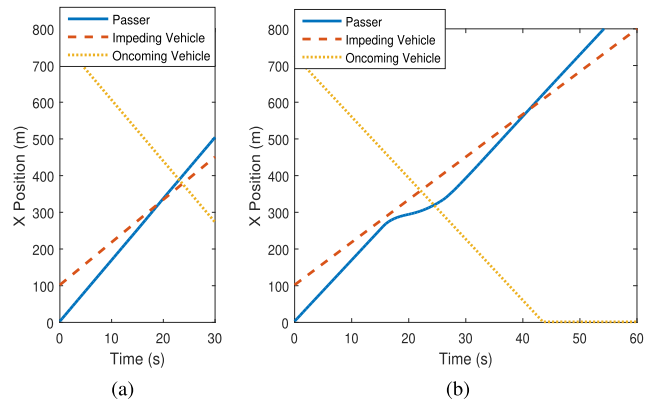 Passer
Impeding Vehicle
Oncoming Vehicle
800
700
600
500
400
300
200
100
0
X Position (m)
0 10 20 30
Time (s)
(a)
Passer
Impeding Vehicle
Oncoming Vehicle
800
700
600
500
400
300
200
100
0
X Position (m)
0 10 20 30 40 50 60
Time (s)
(b)